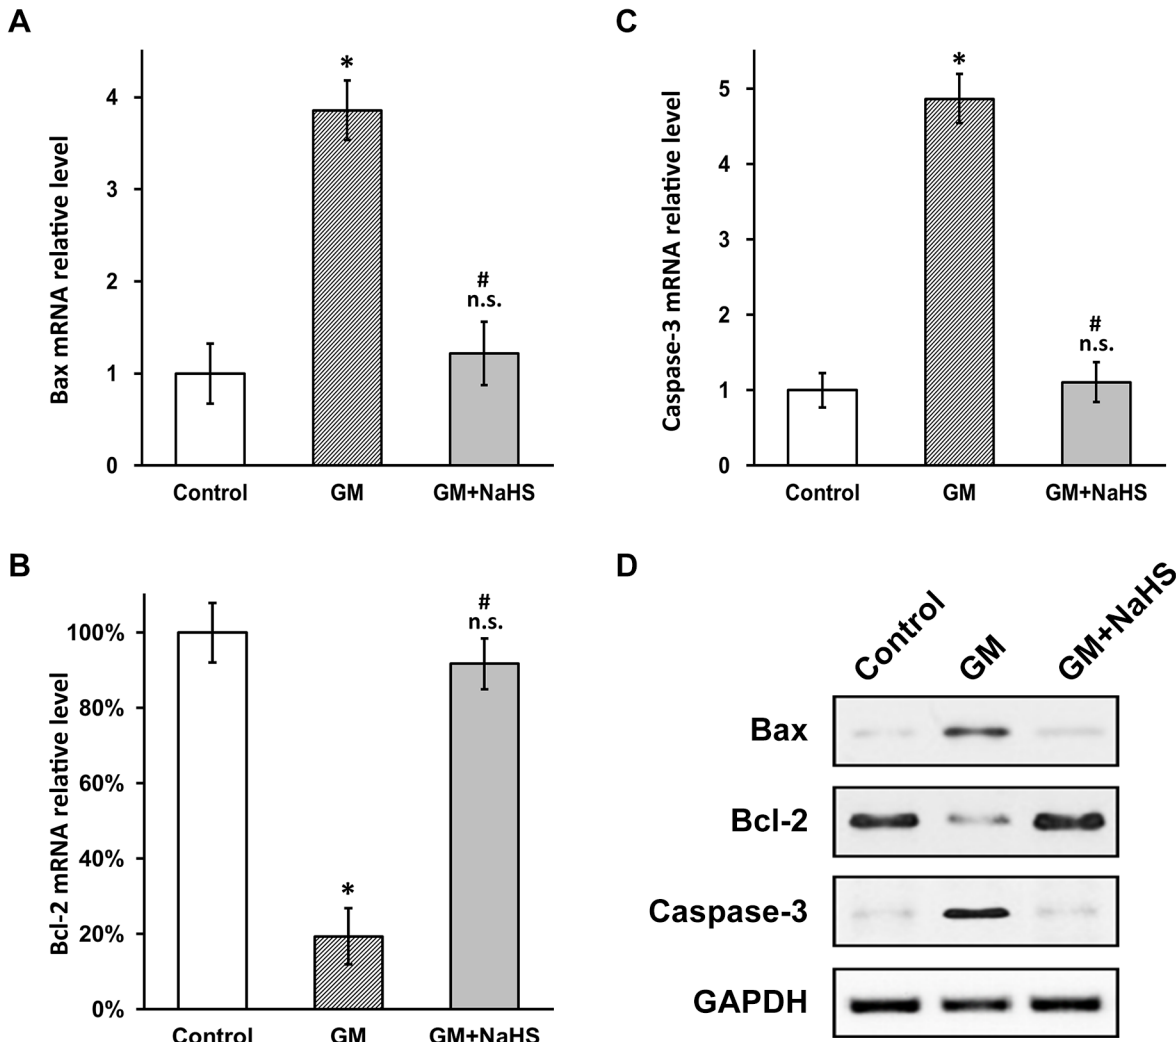 A
Bax mRNA relative level
4
3
2
1
0
*
#
n.s.
Control GM GM+NaHS
C
Caspase-3 mRNA relative level
5
4
3
2
1
0
*
#
n.s.
Control GM GM+NaHS
B
Bcl-2 mRNA relative level
100%
80%
60%
40%
20%
0%
#
n.s.
*
Control GM GM+NaHS
D
Control GM GM+NaHS
Bax
Bcl-2
Caspase-3
GAPDH